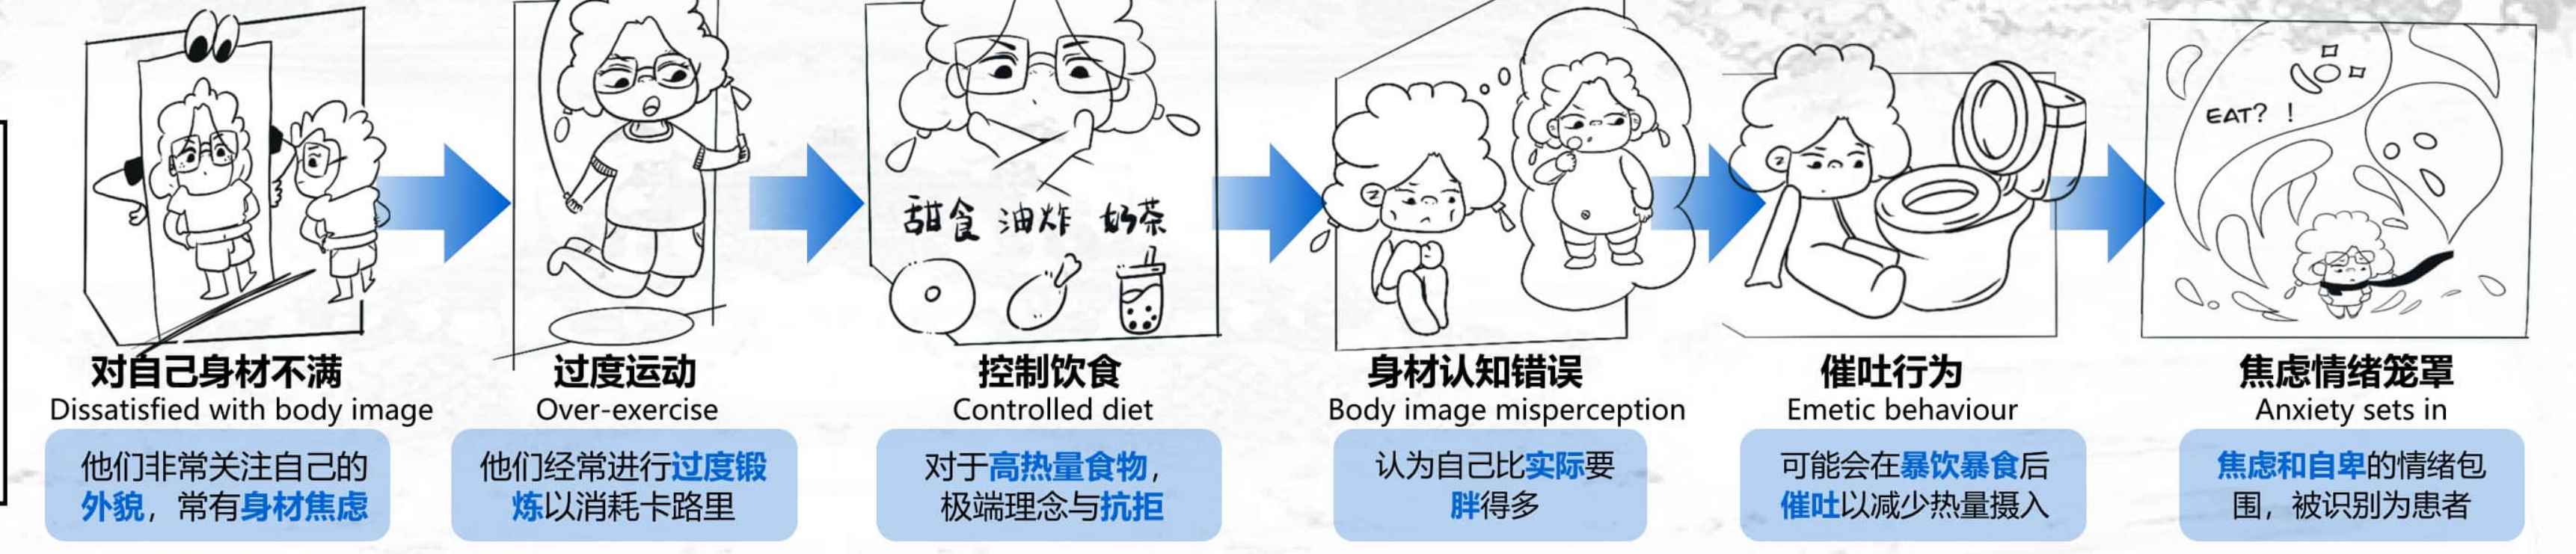 EAT? !
甜食 油炸 奶茶
对自己身材不满
Dissatisfied with body image
他们非常关注自己的
外貌，常有身材焦虑
过度运动
Over-exercise
他们经常进行过度锻
炼以消耗卡路里
控制饮食
Controlled diet
对于高热量食物，
极端理念与抗拒
身材认知错误
Body image misperception
认为自己比实际要
胖得多
催吐行为
Emetic behaviour
可能会在暴饮暴食后
催吐以减少热量摄入
焦虑情绪笼罩
Anxiety sets in
焦虑和自卑的情绪包
围，被识别为患者